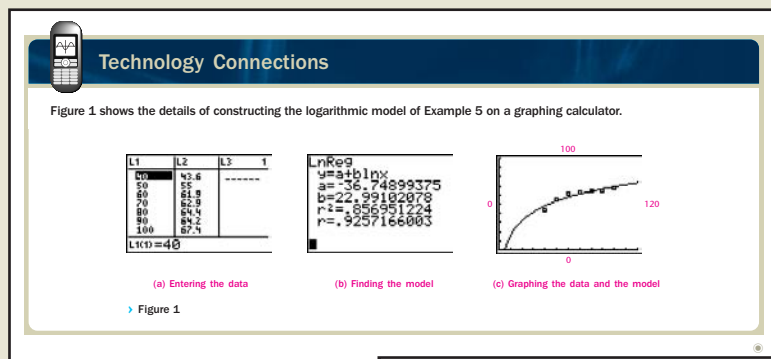 Technology Connections
Figure 1 shows the details of constructing the logarithmic model of Example 5 on a graphing calculator.
L1 L2 L3 1
40 43.6 ------
50 55
60 61.9
70 62.9
80 64.4
90 64.2
100 67.4
L1(1)=40
LnReg
y=a+blnx
a=-36.74899375
b=22.99102078
r²=.856951224
r=.9257166003
100
0
120
0
(a) Entering the data
(b) Finding the model
(c) Graphing the data and the model
› Figure 1